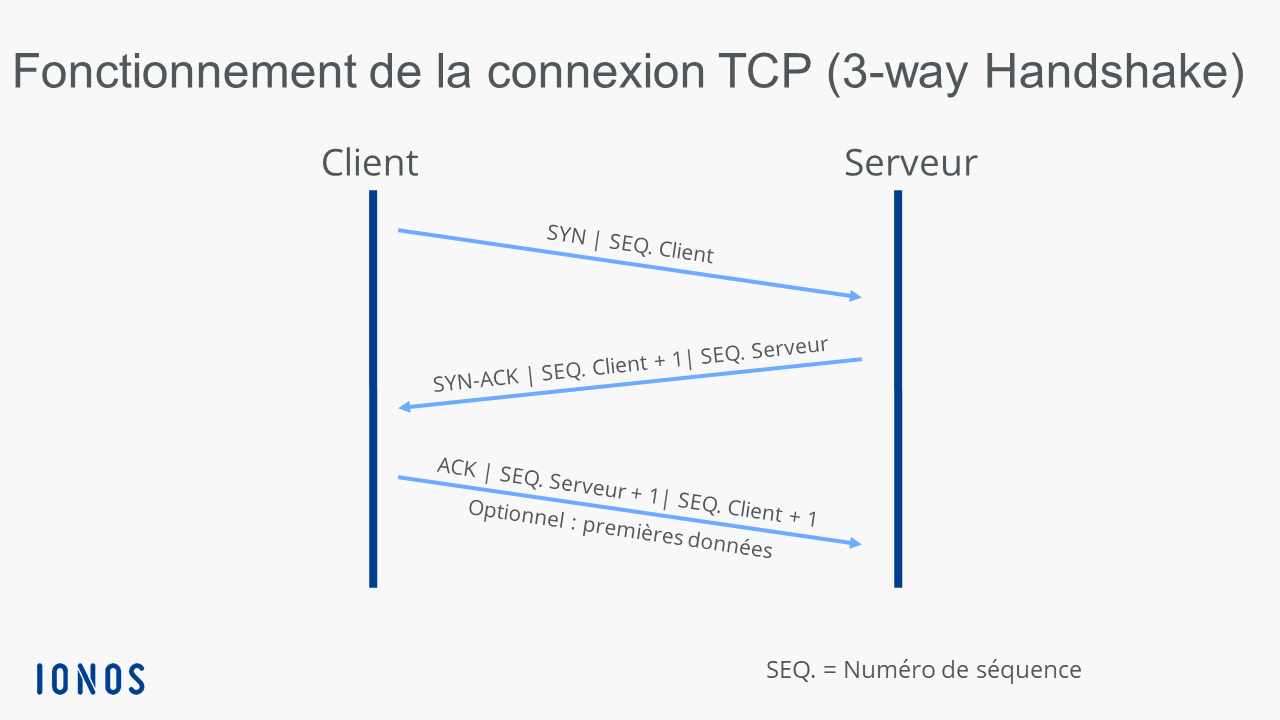 Fonctionnement de la connexion TCP (3-way Handshake)
Client
Serveur
SYN | SEQ. Client
SYN-ACK | SEQ. Client + 1| SEQ. Serveur
ACK | SEQ. Serveur + 1| SEQ. Client + 1
Optionnel : premières données
IONOS
SEQ. = Numéro de séquence